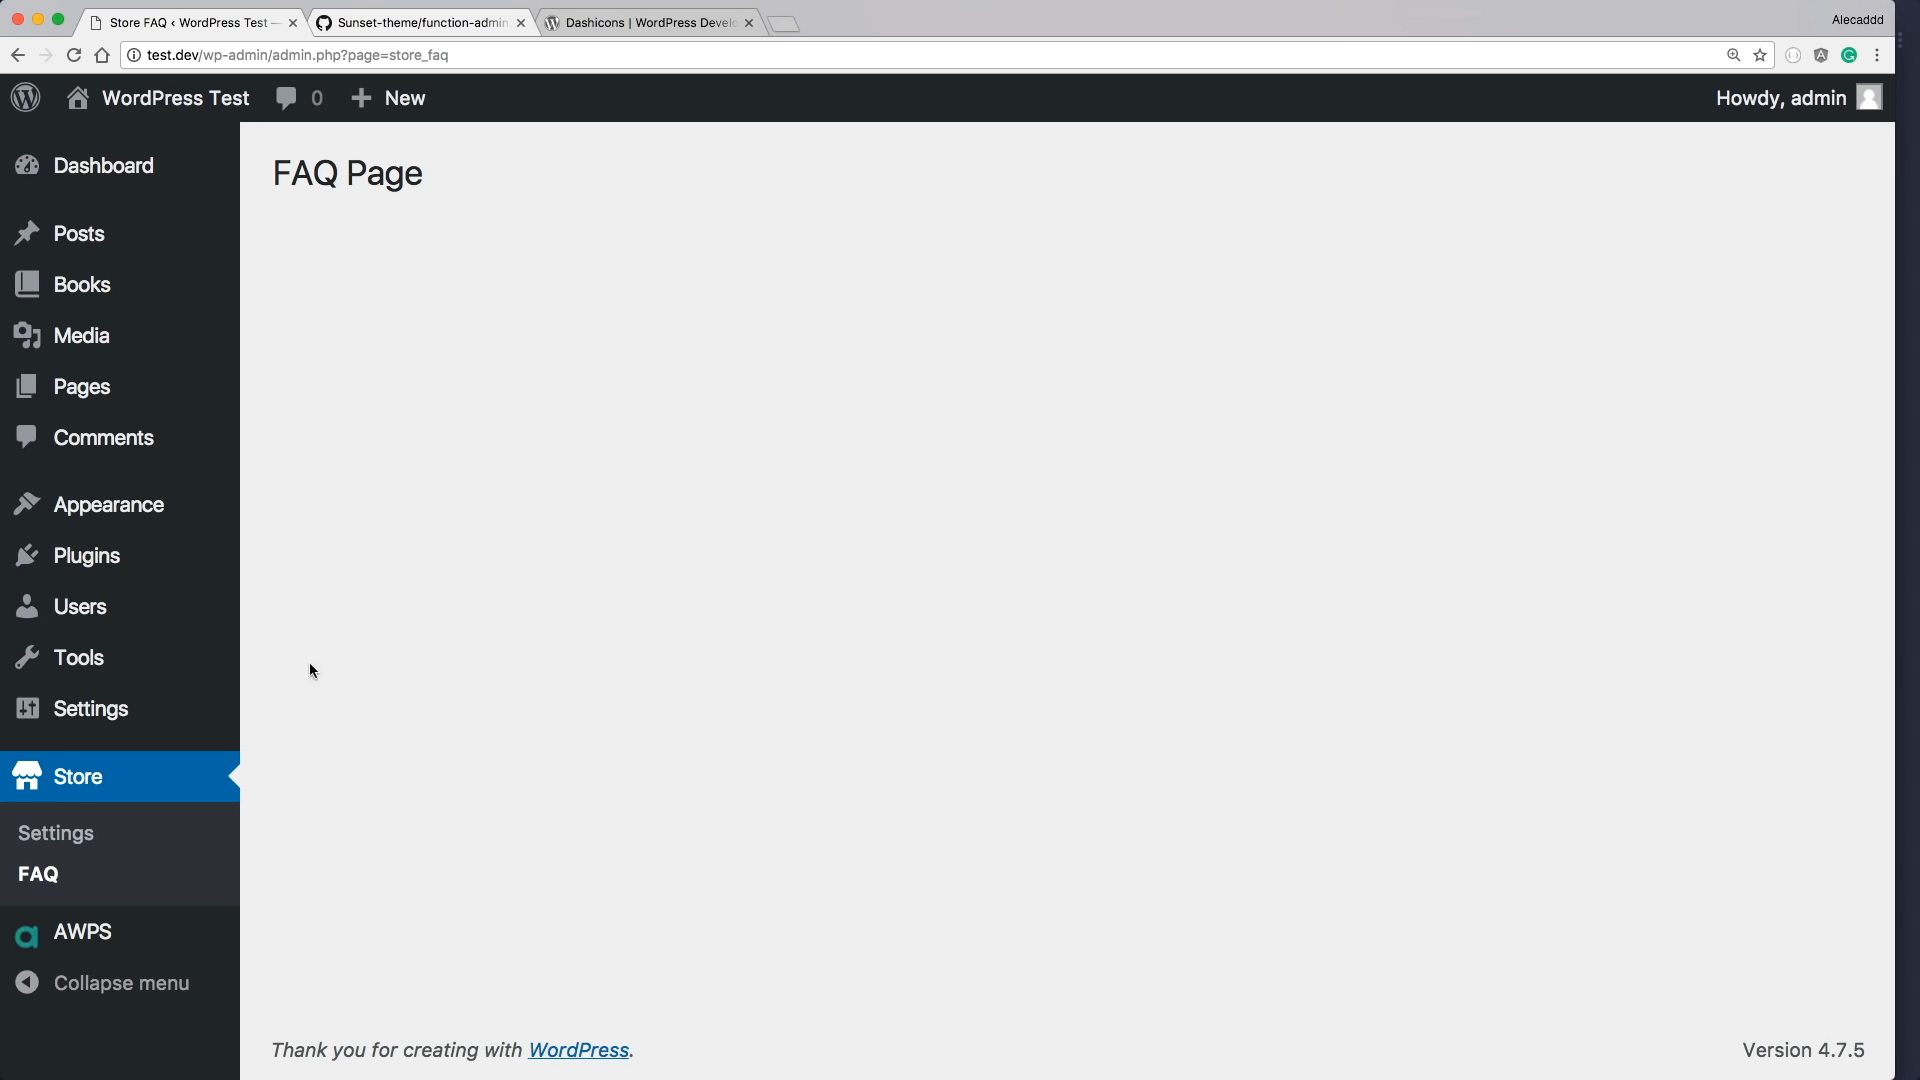 Store FAQ ‹ WordPress Test —
Sunset-theme/function-admin
Dashicons | WordPress Develo
Alecaddd
test.dev/wp-admin/admin.php?page=store_faq
WordPress Test
0
New
Howdy, admin
Dashboard
Posts
Books
Media
Pages
Comments
Appearance
Plugins
Users
Tools
Settings
Store
Settings
FAQ
AWPS
Collapse menu
FAQ Page
Thank you for creating with WordPress.
Version 4.7.5